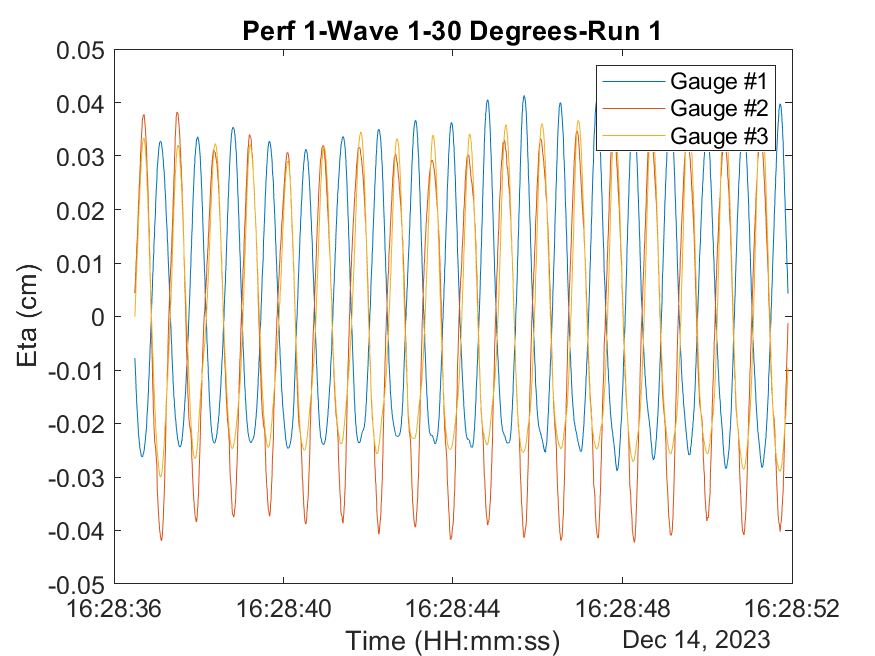 Perf 1-Wave 1-30 Degrees-Run 1
0.05
0.04
0.03
0.02
0.01
0
-0.01
-0.02
-0.03
-0.04
-0.05
Eta (cm)
Gauge #1
Gauge #2
Gauge #3
16:28:36 16:28:40 16:28:44 16:28:48 16:28:52
Time (HH:mm:ss)
Dec 14, 2023